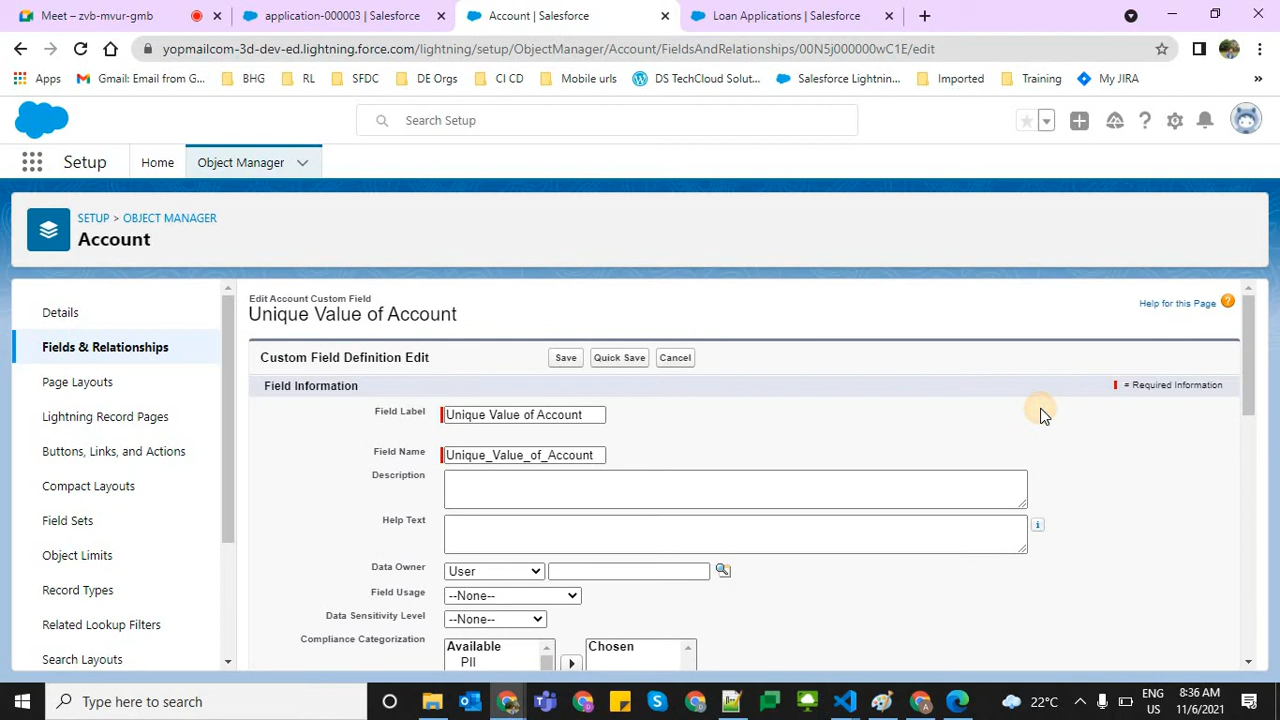 Meet – zvb-mvur-gmb
application-000003 | Salesforce
Account | Salesforce
Loan Applications | Salesforce
yopmailcom-3d-dev-ed.lightning.force.com/lightning/setup/ObjectManager/Account/FieldsAndRelationships/00N5j000000wC1E/edit
Apps
Gmail: Email from G...
BHG
RL
SFDC
DE Orgs
CI CD
Mobile urls
DS TechCloud Solut...
Salesforce Lightnin...
Imported
Training
My JIRA
»
Search Setup
Setup
Home
Object Manager
SETUP > OBJECT MANAGER
Account
Details
Fields & Relationships
Page Layouts
Lightning Record Pages
Buttons, Links, and Actions
Compact Layouts
Field Sets
Object Limits
Record Types
Related Lookup Filters
Search Layouts
Edit Account Custom Field
Unique Value of Account
Help for this Page
Custom Field Definition Edit
Save
Quick Save
Cancel
Field Information
= Required Information
Field Label
Unique Value of Account
Field Name
Unique_Value_of_Account
Description
Help Text
Data Owner
User
Field Usage
--None--
Data Sensitivity Level
--None--
Compliance Categorization
Available
Chosen
PII
Type here to search
22°C
ENG
US
8:36 AM
11/6/2021